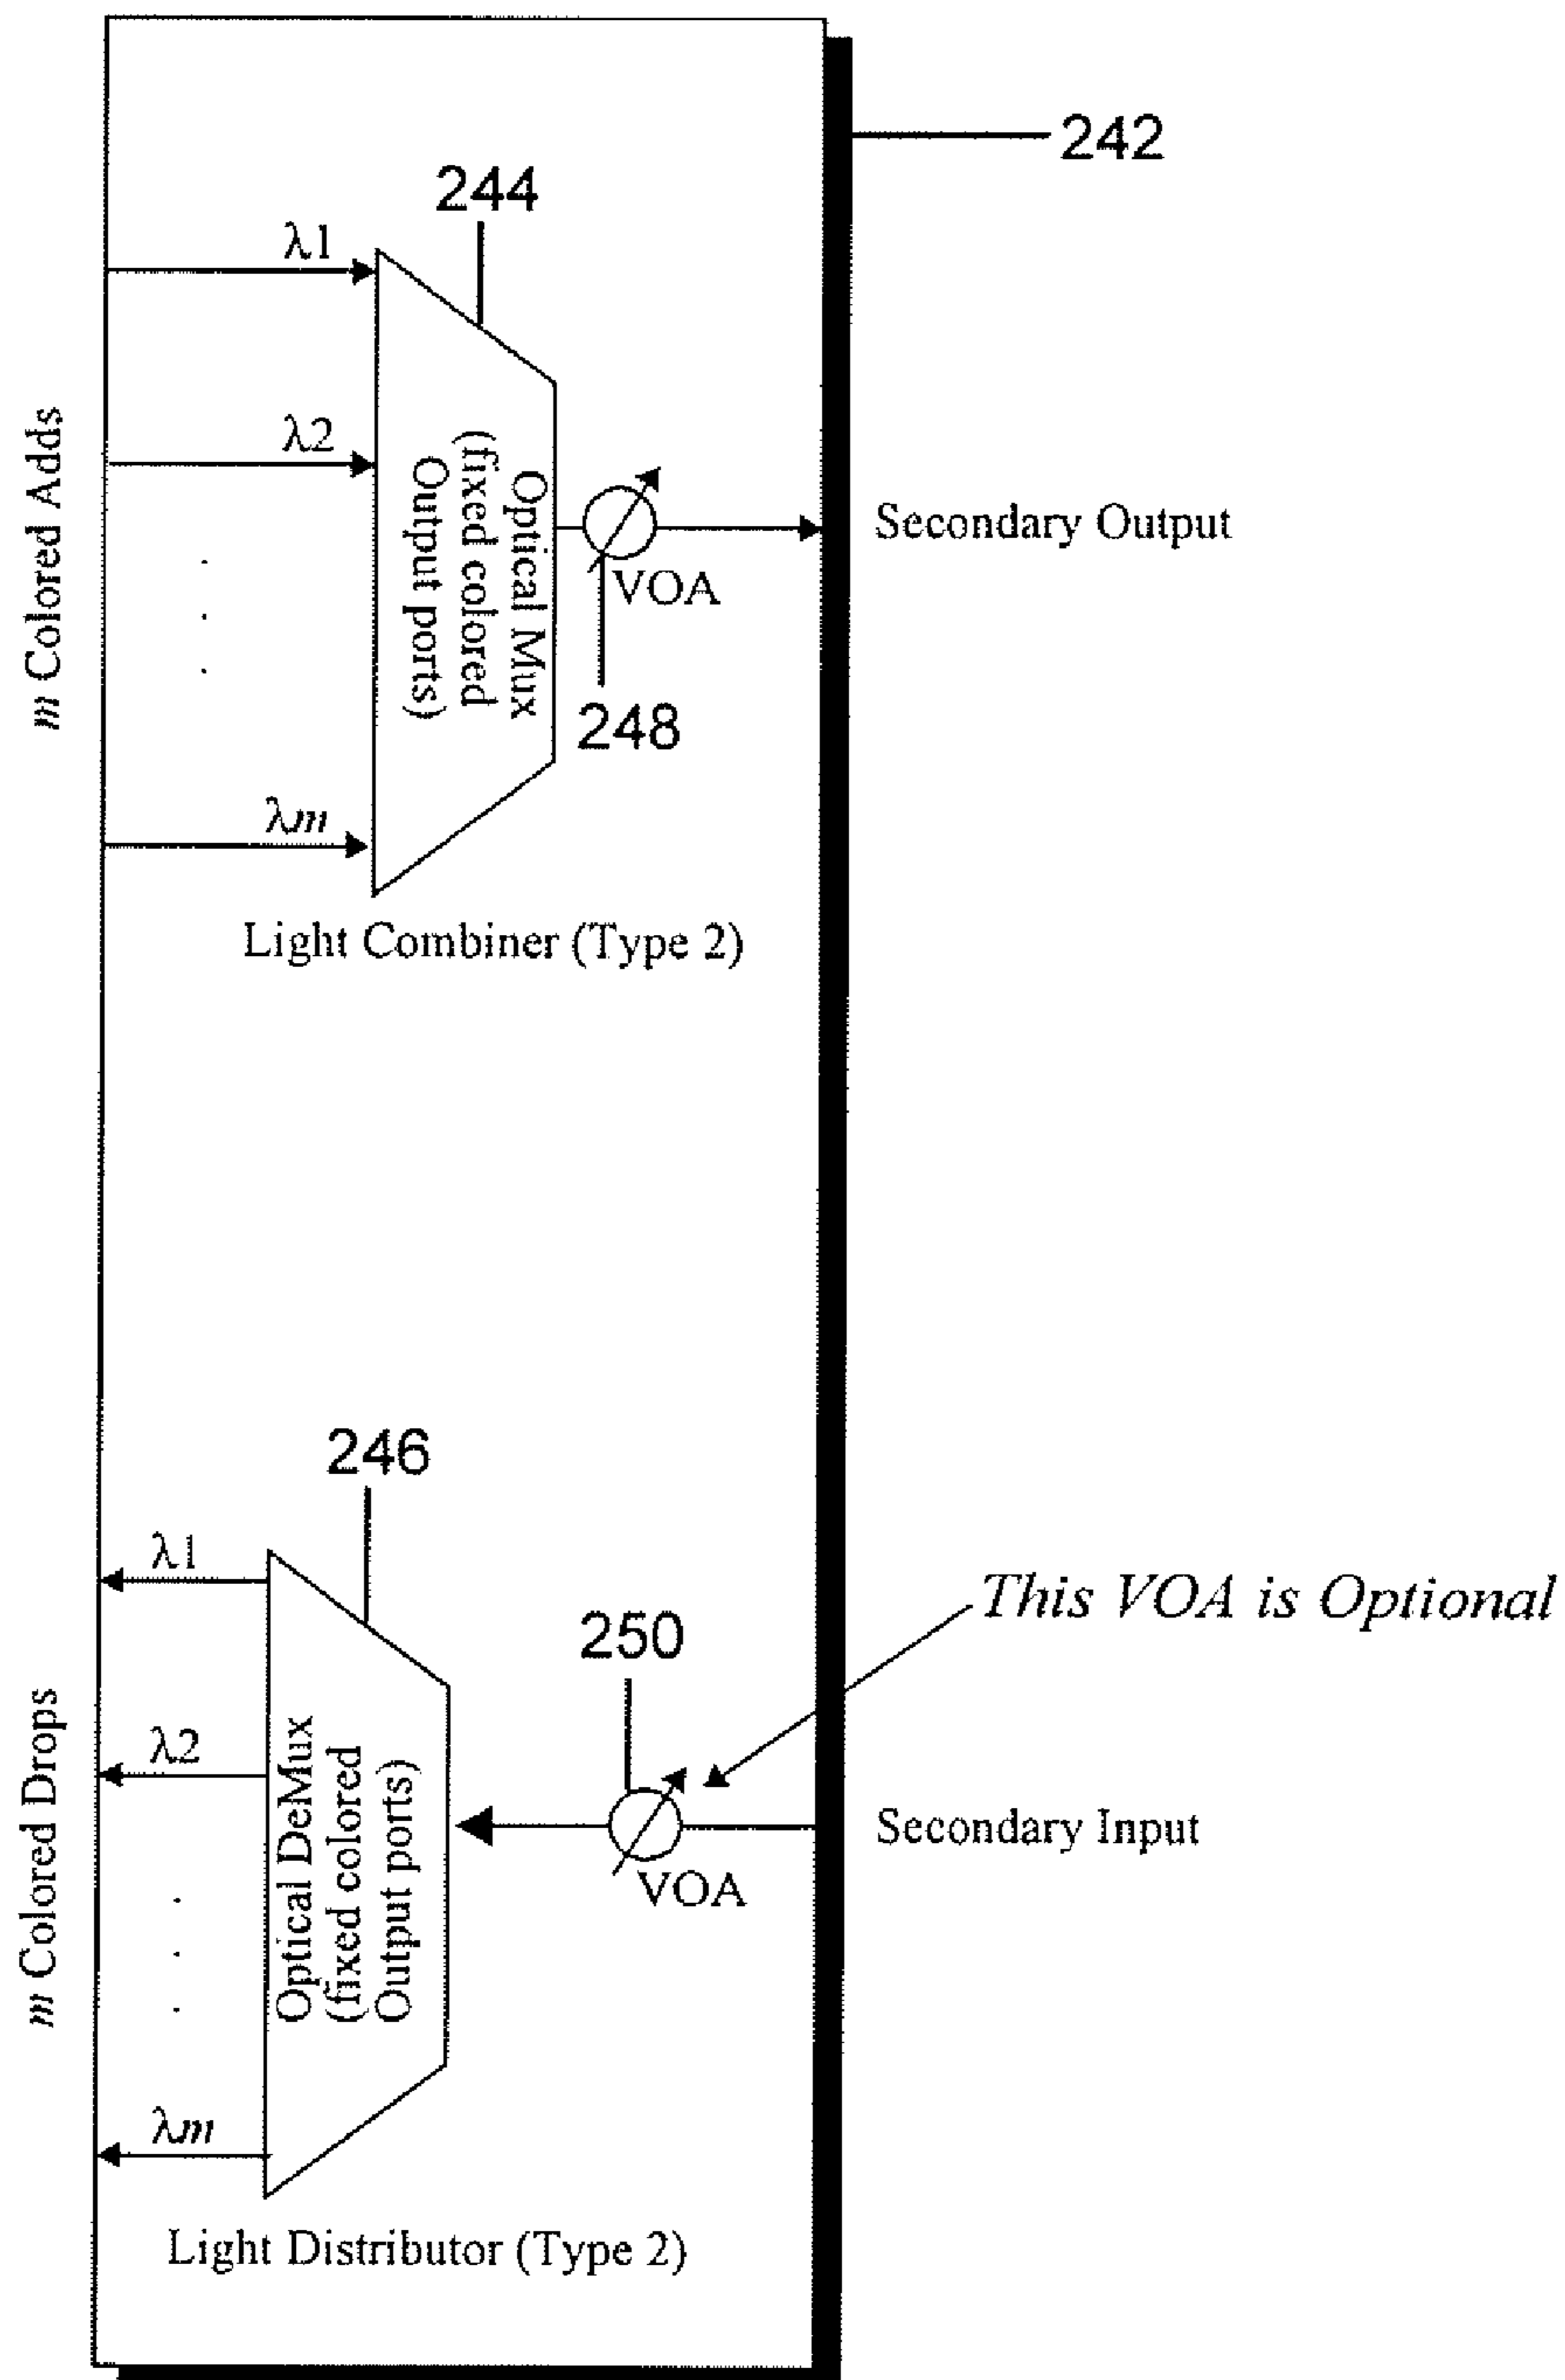 242
244
λ1
λ2
.
.
.
λm
m Colored Adds
Optical Mux
(fixed colored
Output ports)
VOA
248
Secondary Output
Light Combiner (Type 2)
246
λ1
λ2
.
.
.
λm
m Colored Drops
Optical DeMux
(fixed colored
Output ports)
250
VOA
This VOA is Optional
Secondary Input
Light Distributor (Type 2)